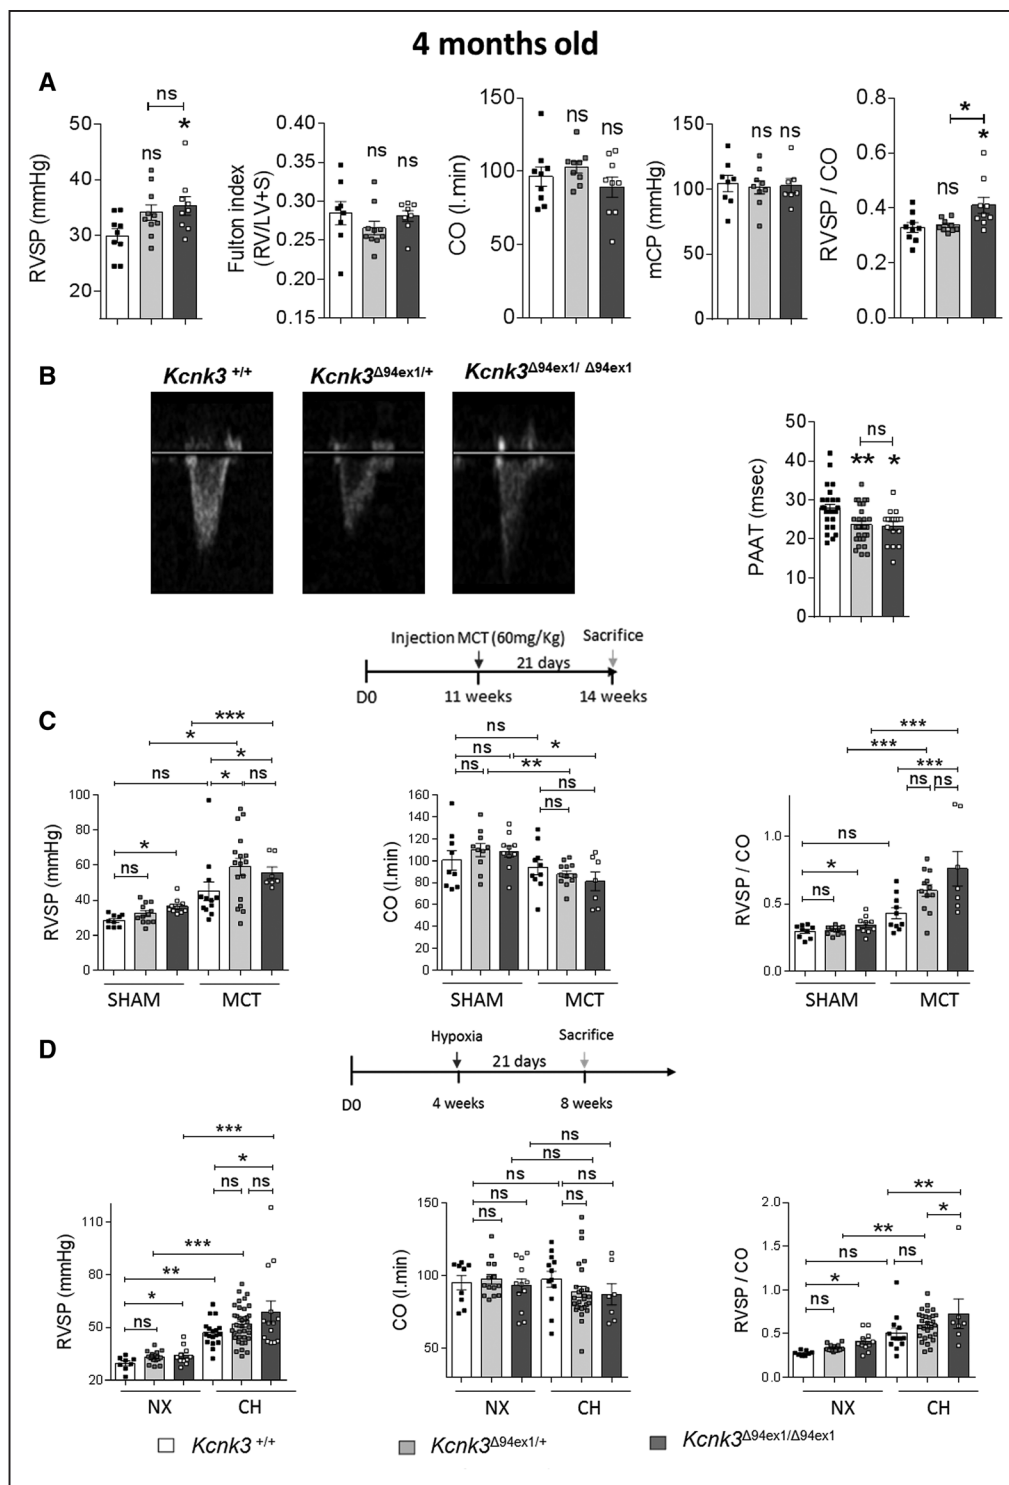 4 months old
A
RVSP (mmHg)
50
40
30
20
ns
ns
*
Fulton index
(RV/LV+S)
0.40
0.35
0.30
0.25
0.20
0.15
ns
ns
CO (l.min)
150
100
50
0
ns
ns
mCP (mmHg)
150
100
50
0
ns ns
RVSP / CO
0.8
0.6
0.4
0.2
0.0
*
ns
*
B
Kcnk3 +/+
Kcnk3Δ94ex1/+
Kcnk3Δ94ex1/ Δ94ex1
PAAT (msec)
50
40
30
20
10
0
ns
** *
Injection MCT (60mg/Kg)
Sacrifice
21 days
D0
11 weeks
14 weeks
C
RVSP (mmHg)
100
80
60
40
20
0
***
*
*
ns
*
ns
*
ns
SHAM
MCT
CO (l.min)
160
140
120
100
80
60
40
20
0
ns
ns
*
ns
**
ns
ns
SHAM
MCT
RVSP / CO
1.0
0.5
0.0
***
***
***
ns
ns
ns
*
ns
SHAM
MCT
D
Hypoxia
Sacrifice
21 days
D0
4 weeks
8 weeks
RVSP (mmHg)
110
80
50
20
***
*
ns
ns
***
**
*
ns
NX
CH
CO (l.min)
150
100
50
ns
ns
ns
ns
ns
ns
ns
NX
CH
RVSP / CO
2.0
1.5
1.0
0.5
0.0
**
*
**
ns
ns
*
ns
NX
CH
Kcnk3 +/+
Kcnk3Δ94ex1/+
Kcnk3Δ94ex1/Δ94ex1